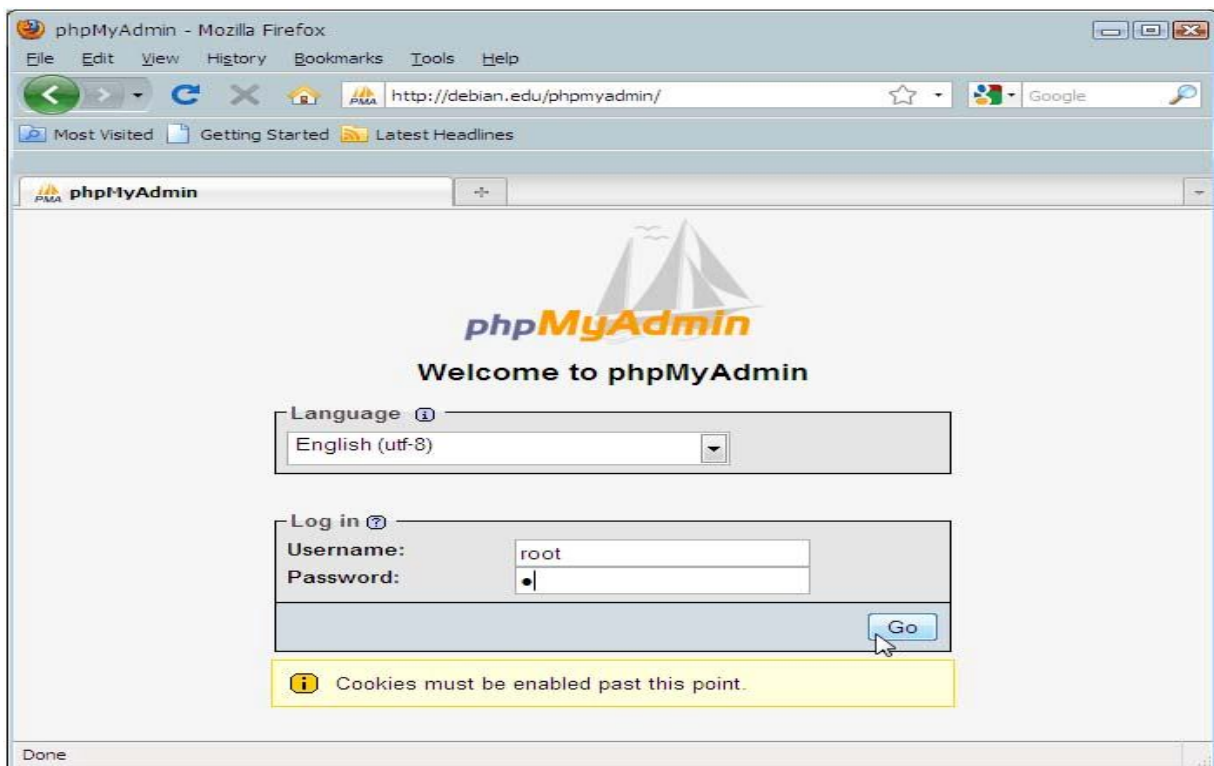 phpMyAdmin - Mozilla Firefox
File Edit View History Bookmarks Tools Help
PMA http://debian.edu/phpmyadmin/ Google
Most Visited Getting Started Latest Headlines
PMA phpMyAdmin
phpMyAdmin
Welcome to phpMyAdmin
Language
English (utf-8)
Log in
Username: root
Password: ●
Go
Cookies must be enabled past this point.
Done